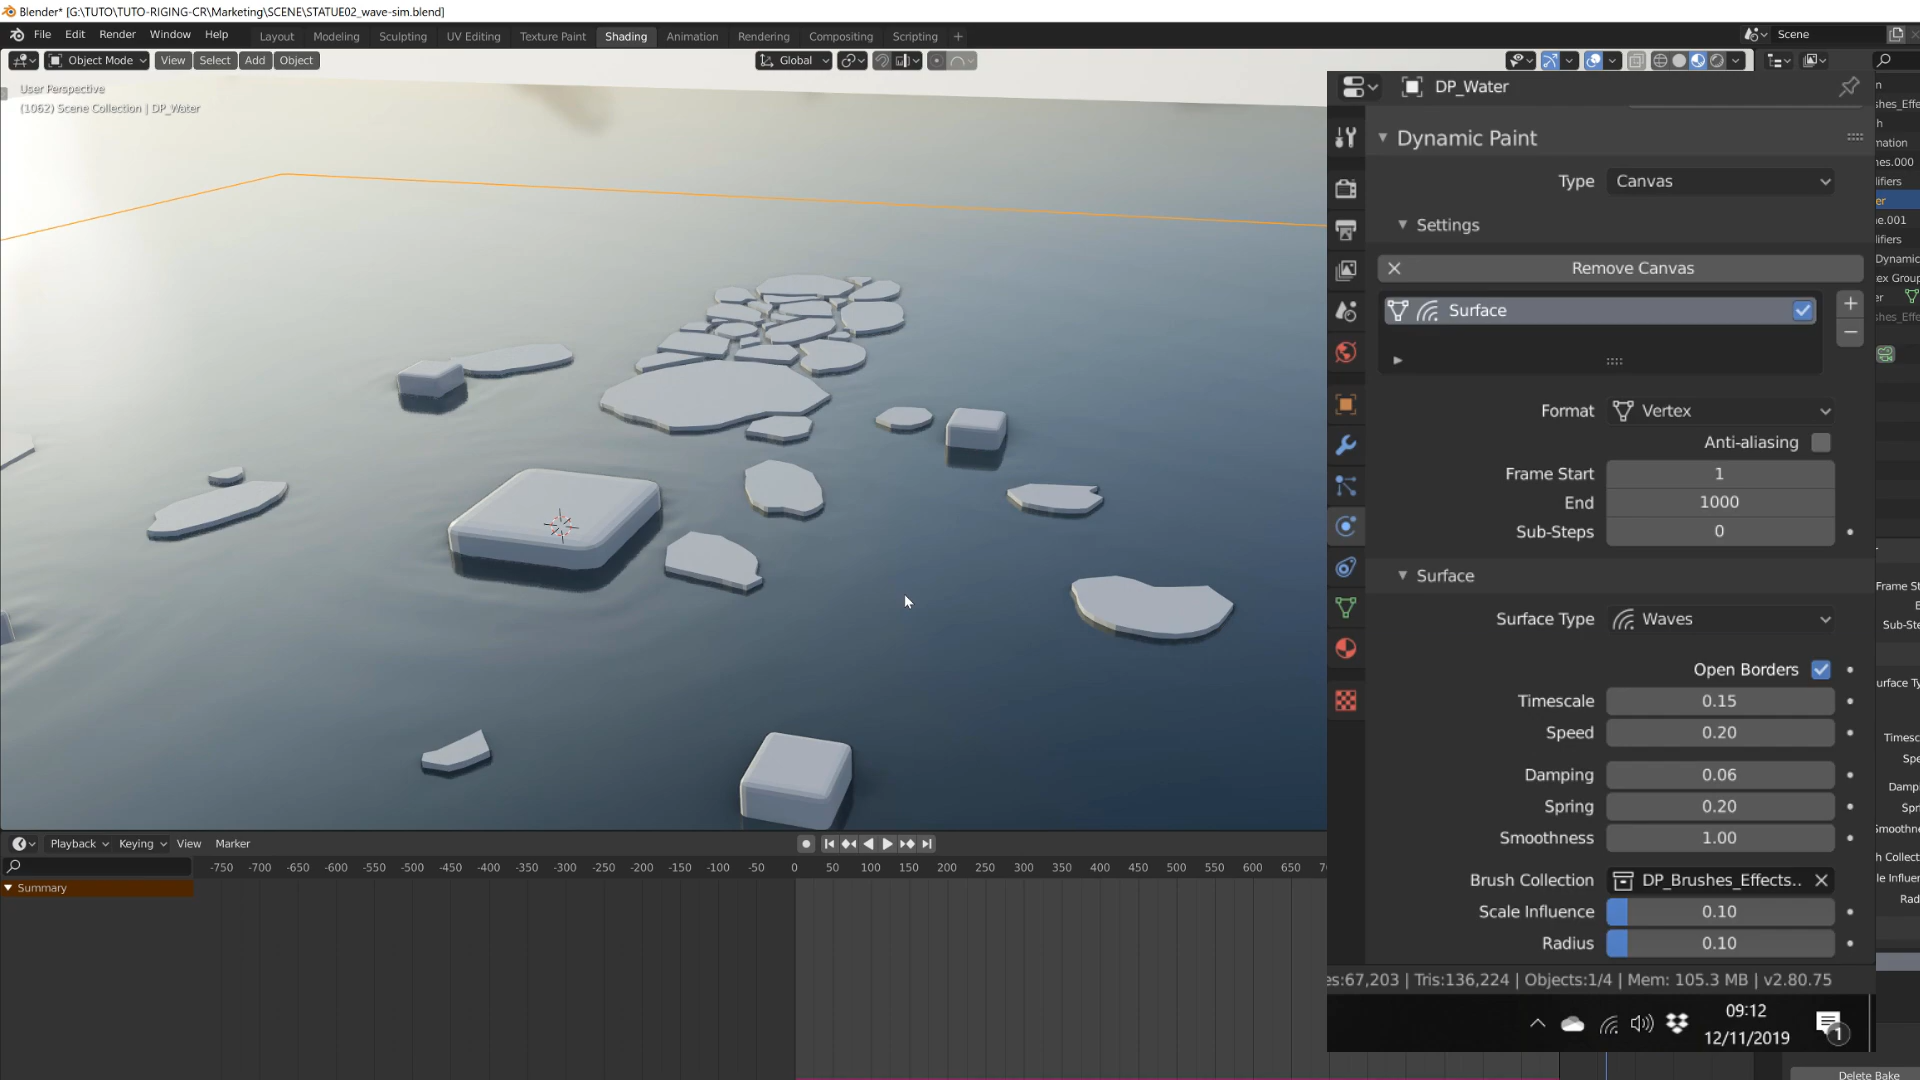 Blender* [G:\TUTO\TUTO-RIGING-CR\Marketing\SCENE\STATUE02_wave-sim.blend]
File Edit Render Window Help Layout Modeling Sculpting UV Editing Texture Paint Shading Animation Rendering Compositing Scripting + Scene
Object Mode View Select Add Object Global
User Perspective
(1062) Scene Collection | DP_Water
DP_Water
Dynamic Paint
Type Canvas
Settings
Remove Canvas
Surface
Format Vertex
Anti-aliasing
Frame Start 1
End 1000
Sub-Steps 0
Surface
Surface Type Waves
Open Borders
Timescale 0.15
Speed 0.20
Damping 0.06
Spring 0.20
Smoothness 1.00
Brush Collection DP_Brushes_Effects..
Scale Influence 0.10
Radius 0.10
es:67,203 | Tris:136,224 | Objects:1/4 | Mem: 105.3 MB | v2.80.75
09:12
12/11/2019
1
Playback Keying View Marker
-750 -700 -650 -600 -550 -500 -450 -400 -350 -300 -250 -200 -150 -100 -50 0 50 100 150 200 250 300 350 400 450 500 550 600 650
Summary
Delete Bake